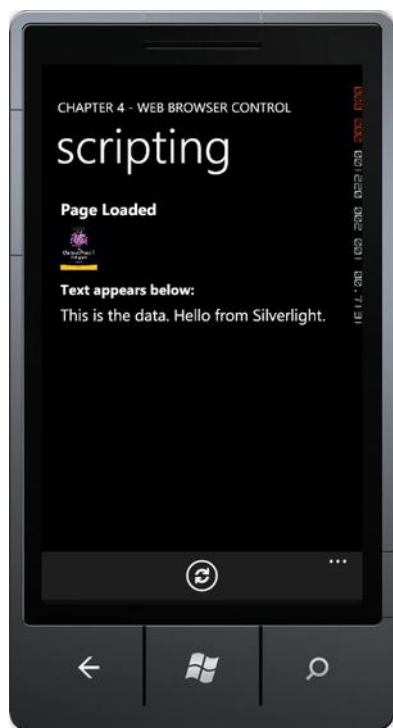 CHAPTER 4 - WEB BROWSER CONTROL
scripting
Page Loaded
Text appears below:
This is the data. Hello from Silverlight.